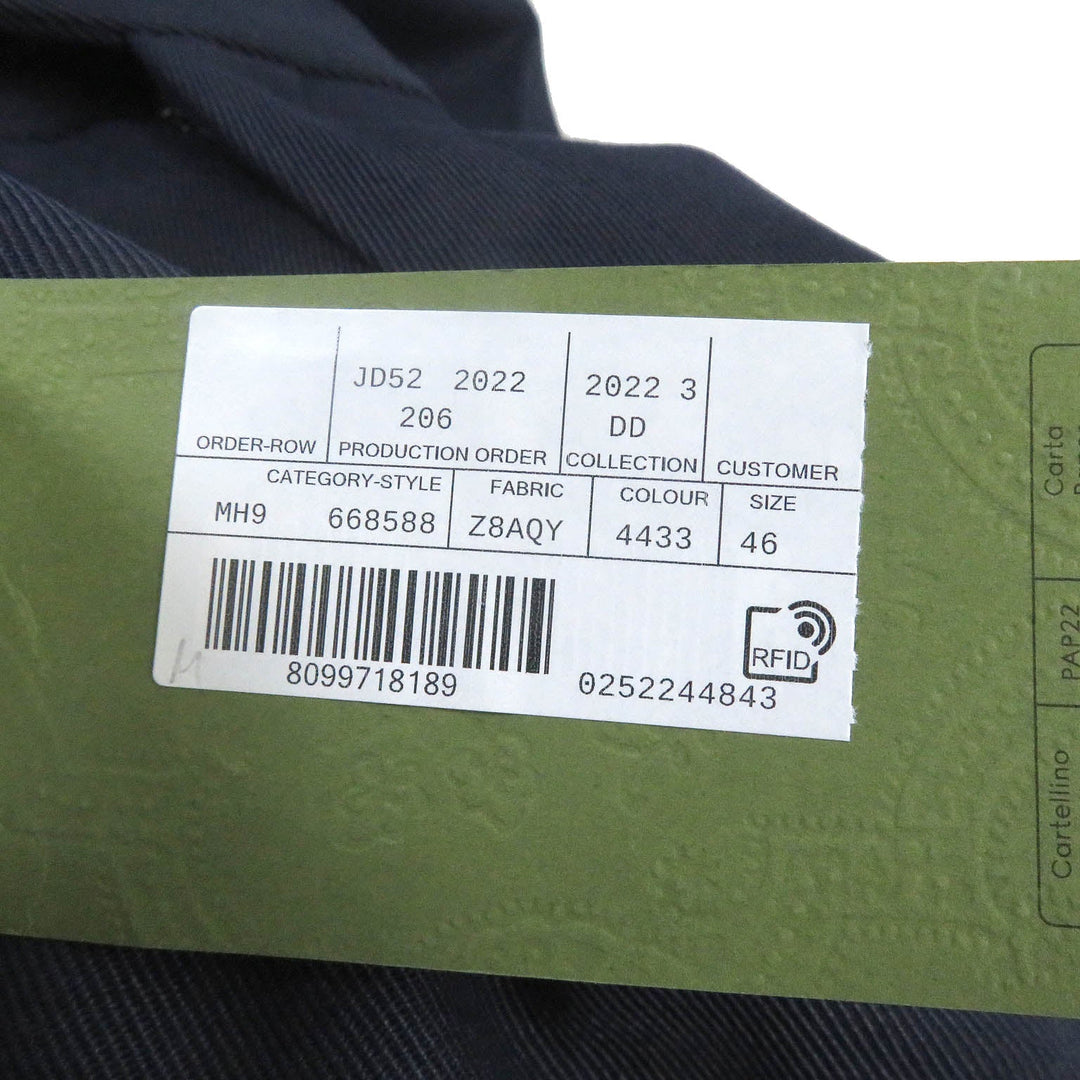 JD52 2022 2022 3
206 DD
ORDER-ROW PRODUCTION ORDER COLLECTION CUSTOMER
CATEGORY-STYLE FABRIC COLOUR SIZE
MH9 668588 Z8AQY 4433 46
RFID
8099718189 0252244843
Carta
PAP22
Cartellino